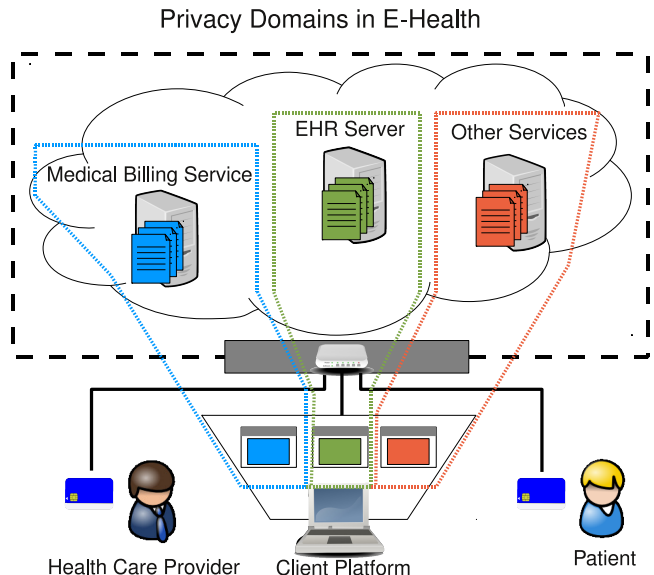 Privacy Domains in E-Health
EHR Server
Other Services
Medical Billing Service
Health Care Provider
Client Platform
Patient